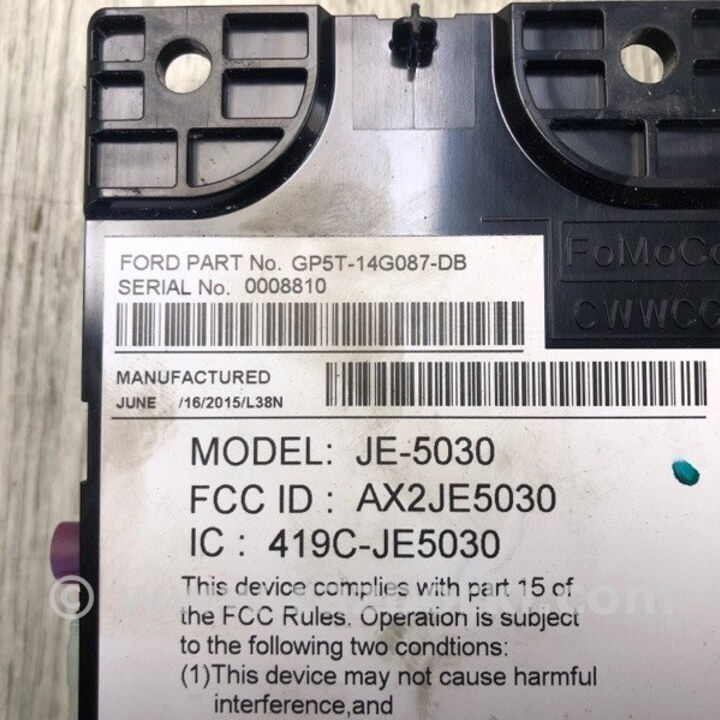 FoMoCo
CWWCC
FORD PART No. GP5T-14G087-DB
SERIAL No. 0008810
MANUFACTURED
JUNE /16/2015/L38N
MODEL: JE-5030
FCC ID : AX2JE5030
IC : 419C-JE5030
This device complies with part 15 of
the FCC Rules. Operation is subject
to the following two condtions:
(1)This device may not cause harmful
interference,and